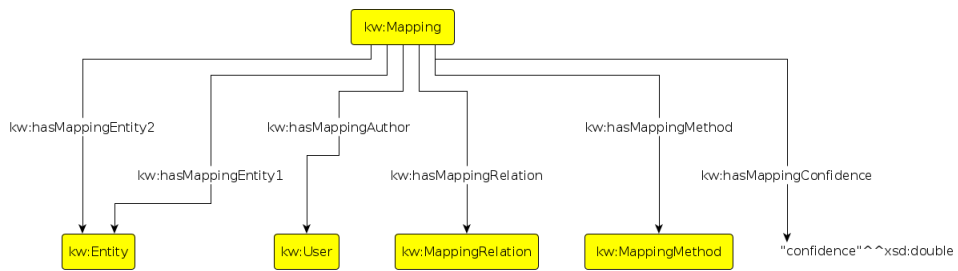 kw:Mapping
kw:hasMappingEntity2
kw:hasMappingAuthor
kw:hasMappingMethod
kw:hasMappingEntity1
kw:hasMappingRelation
kw:hasMappingConfidence
kw:Entity
kw:User
kw:MappingRelation
kw:MappingMethod
"confidence"^^xsd:double